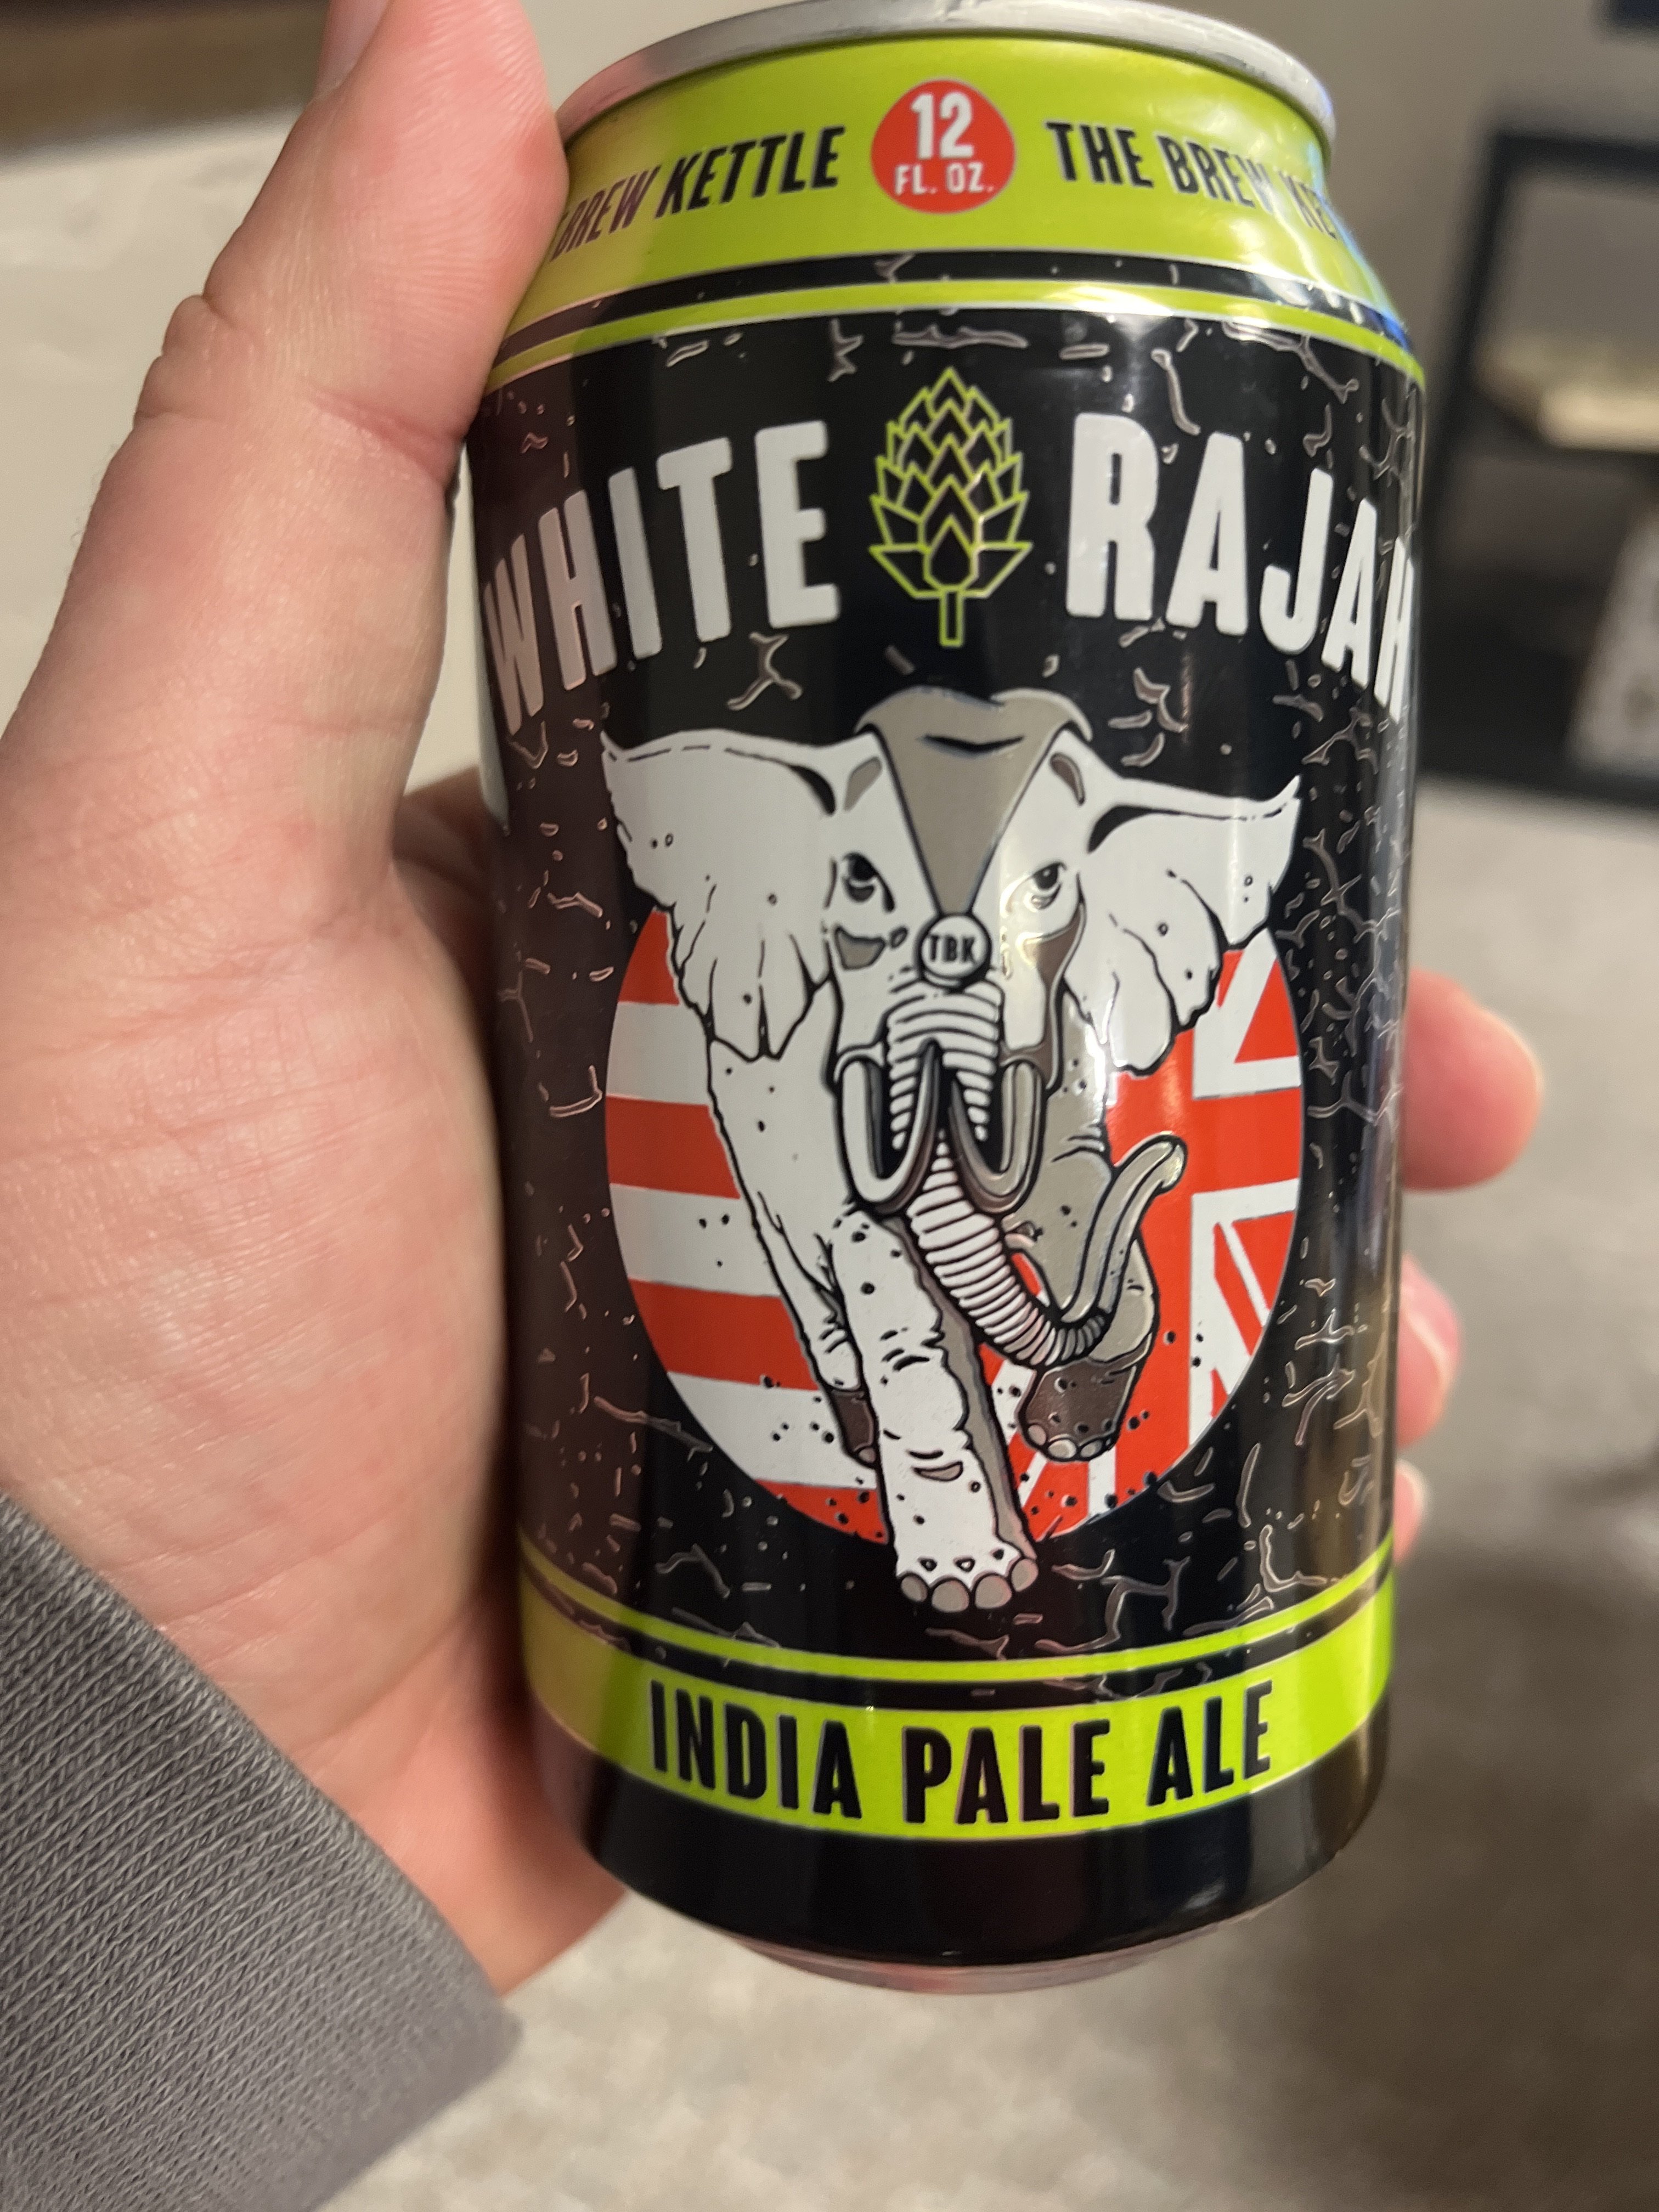 BREW KETTLE
12
FL. OZ.
THE BREW
WHITE RAJAH
TBK
INDIA PALE ALE